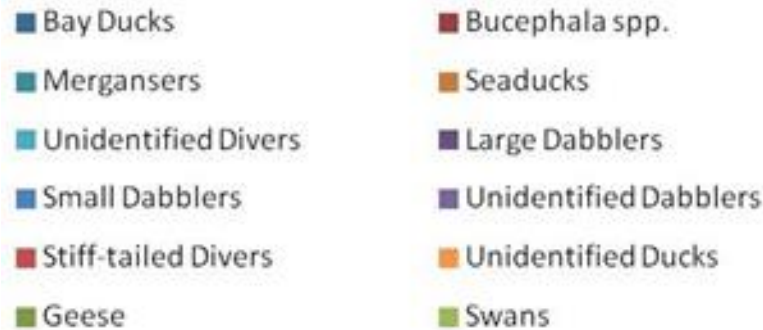 Bay Ducks Bucephala spp.
Mergansers Seaducks
Unidentified Divers Large Dabblers
Small Dabblers Unidentified Dabblers
Stiff-tailed Divers Unidentified Ducks
Geese Swans